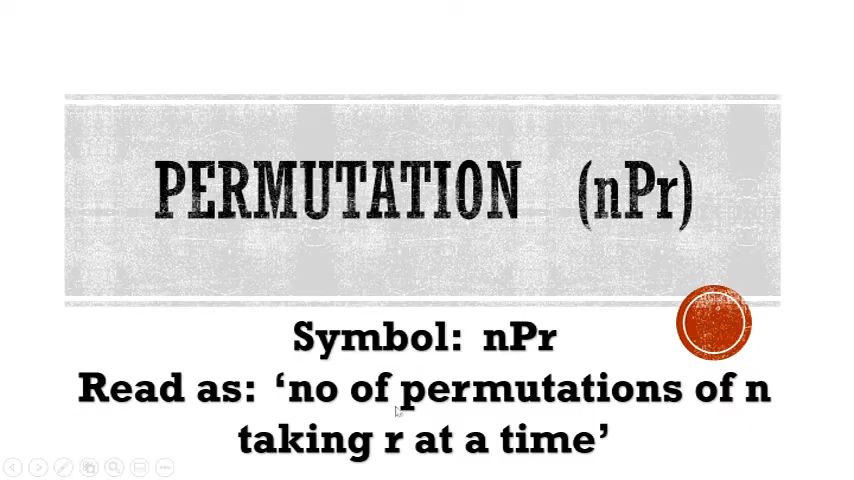 PERMUTATION (nPr)
Symbol: nPr
Read as: ‘no of permutations of n
taking r at a time’